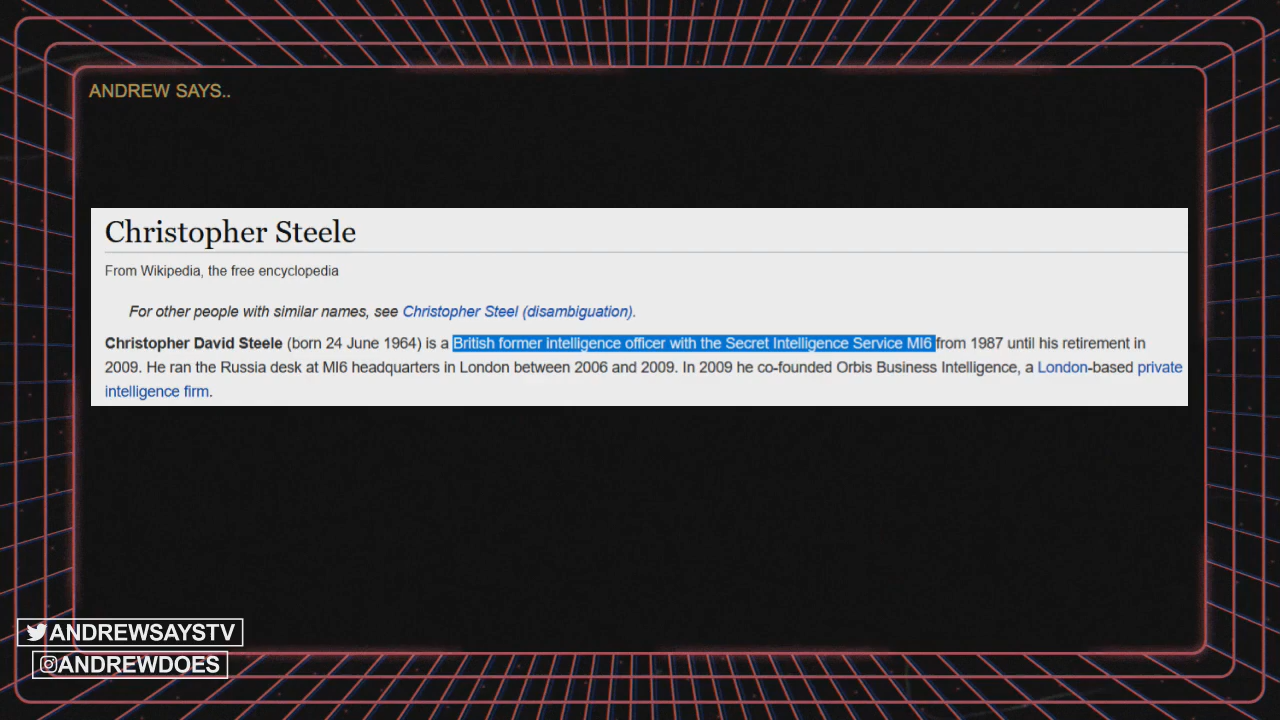 ANDREW SAYS..
Christopher Steele
From Wikipedia, the free encyclopedia
For other people with similar names, see Christopher Steel (disambiguation).
Christopher David Steele (born 24 June 1964) is a British former intelligence officer with the Secret Intelligence Service MI6 from 1987 until his retirement in
2009. He ran the Russia desk at MI6 headquarters in London between 2006 and 2009. In 2009 he co-founded Orbis Business Intelligence, a London-based private
intelligence firm.
ANDREWSAYSTV
ANDREWDOES